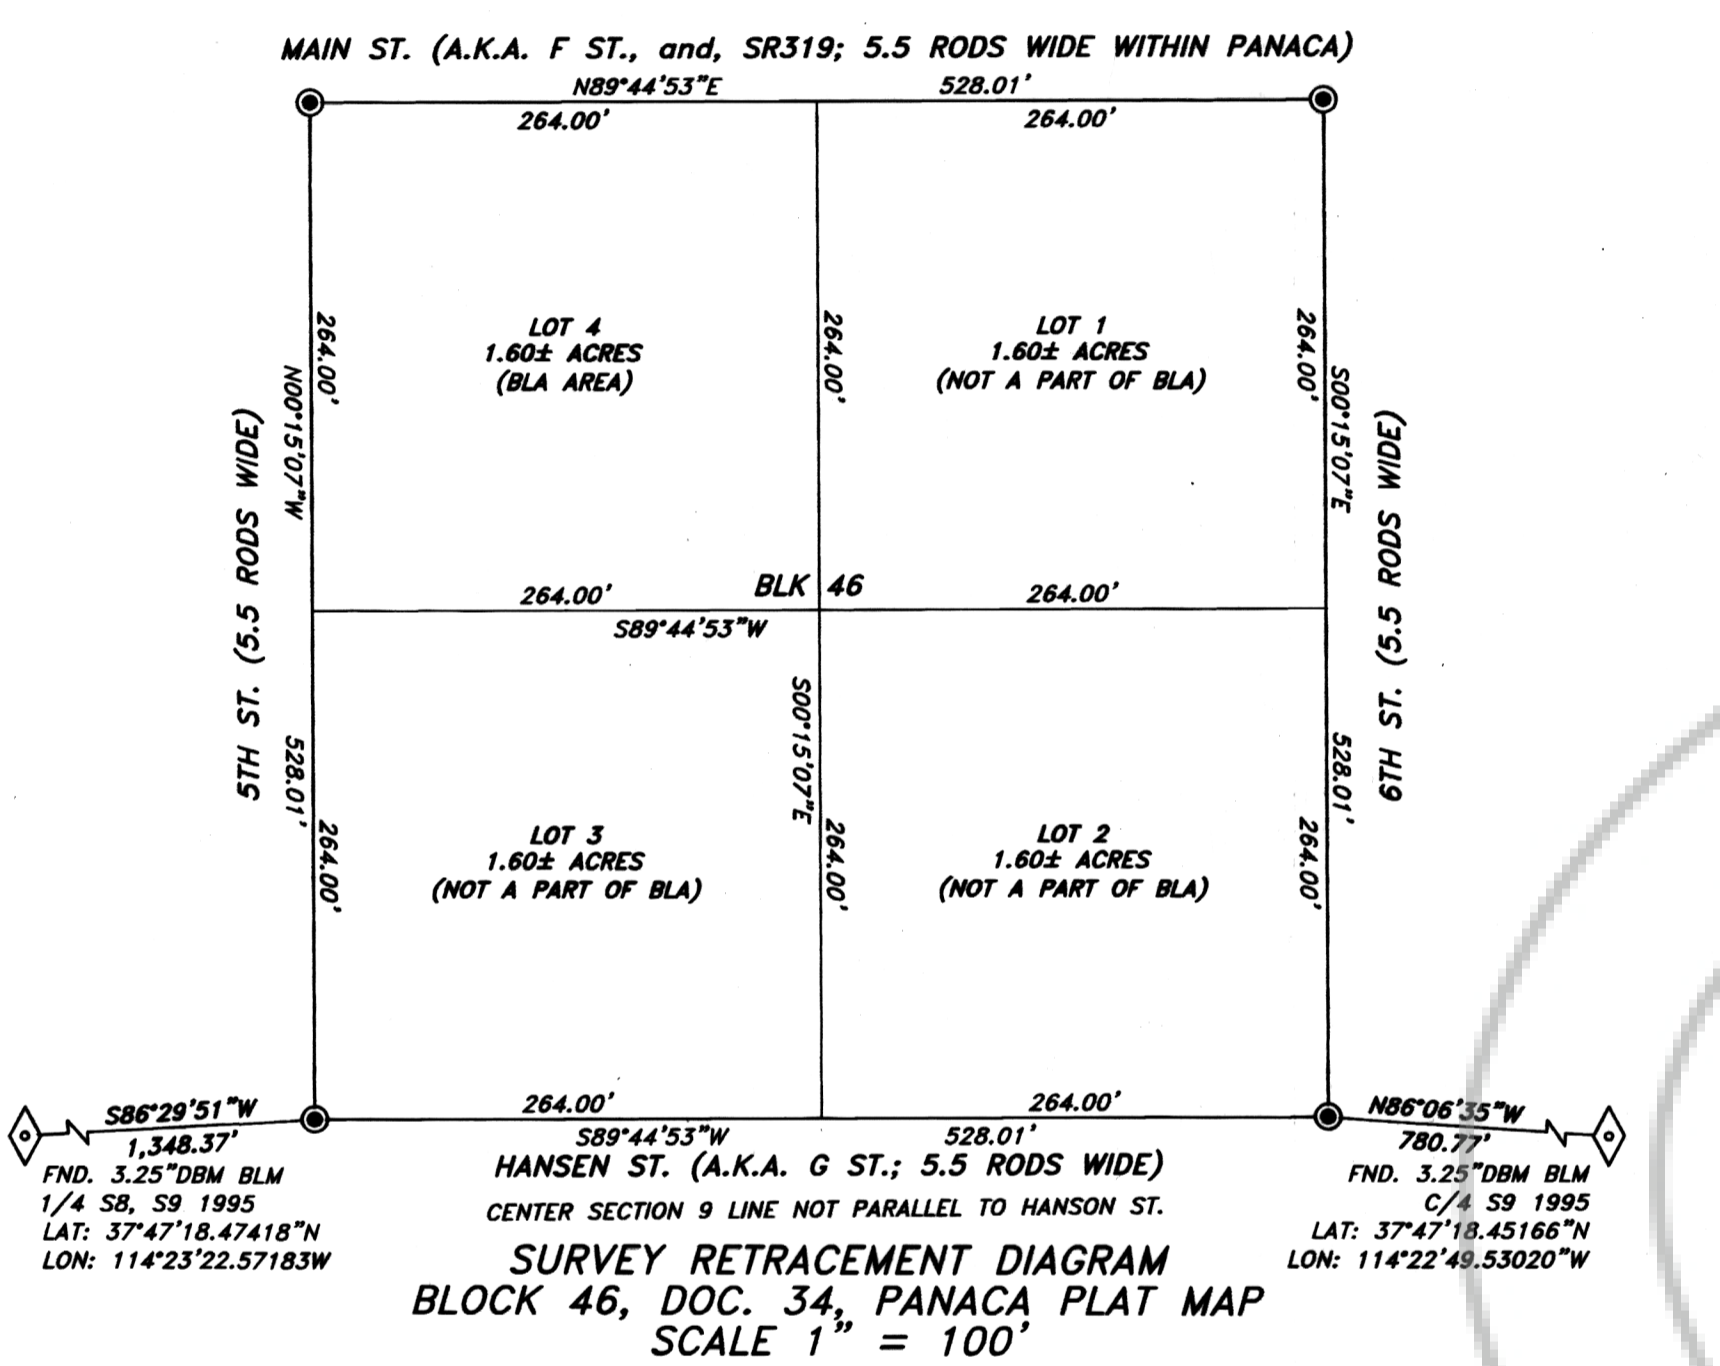 MAIN ST. (A.K.A. F ST., and, SR319; 5.5 RODS WIDE WITHIN PANACA)
N89°44'53"E 528.01'
264.00' 264.00'
5TH ST. (5.5 RODS WIDE)
N00°15'07"W 528.01'
264.00'
264.00'
LOT 4
1.60± ACRES
(BLA AREA)
264.00'
LOT 1
1.60± ACRES
(NOT A PART OF BLA)
264.00'
S00°15'07"E 528.01'
6TH ST. (5.5 RODS WIDE)
264.00' BLK 46 264.00'
S89°44'53"W
S00°15'07"E
LOT 3
1.60± ACRES
(NOT A PART OF BLA)
264.00'
LOT 2
1.60± ACRES
(NOT A PART OF BLA)
264.00'
264.00' 264.00'
S89°44'53"W 528.01'
S86°29'51"W
1,348.37'
FND. 3.25"DBM BLM
1/4 S8, S9 1995
LAT: 37°47'18.47418"N
LON: 114°23'22.57183W
N86°06'35"W
780.77'
FND. 3.25"DBM BLM
C/4 S9 1995
LAT: 37°47'18.45166"N
LON: 114°22'49.53020"W
HANSEN ST. (A.K.A. G ST.; 5.5 RODS WIDE)
CENTER SECTION 9 LINE NOT PARALLEL TO HANSON ST.
SURVEY RETRACEMENT DIAGRAM
BLOCK 46, DOC. 34, PANACA PLAT MAP
SCALE 1" = 100'